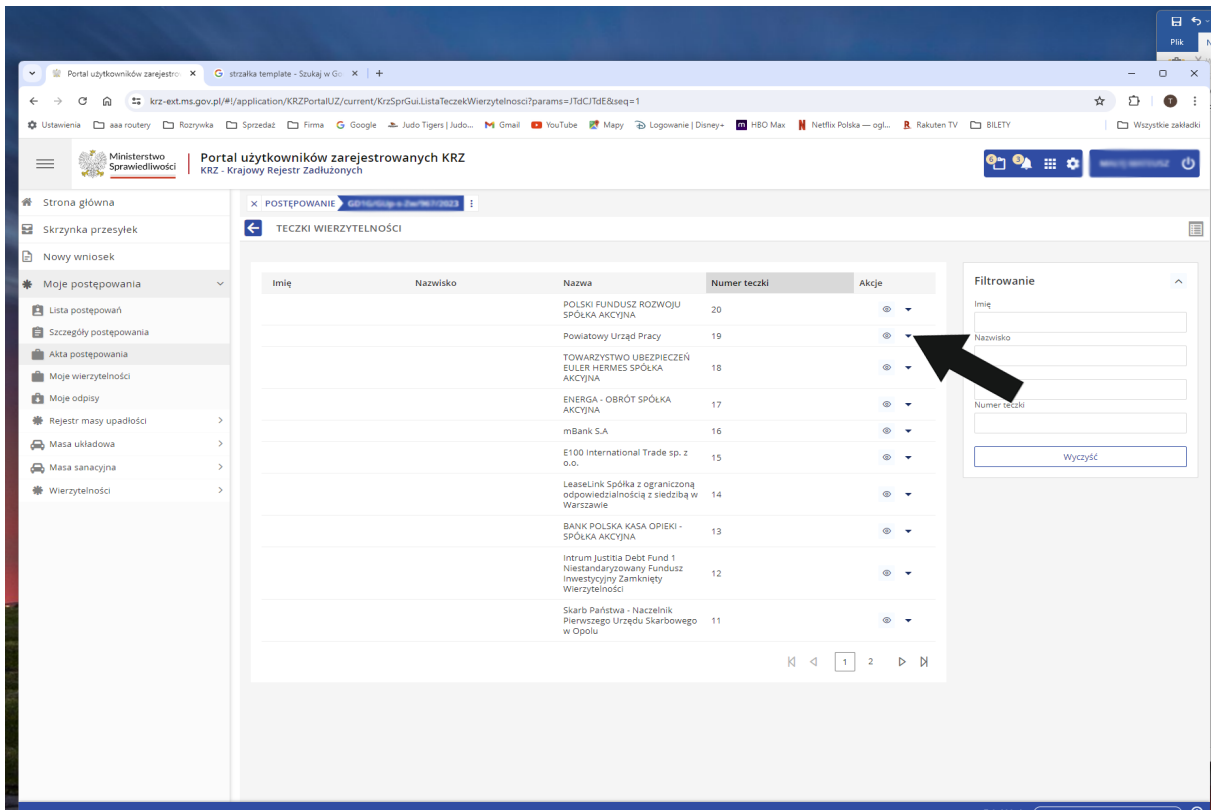 Plik
Portal użytkowników zarejestro
strzałka template - Szukaj w Go
krz-ext.ms.gov.pl/#!/application/KRZPortalUZ/current/KrzSprGui.ListaTeczekWierzytelnosci?params=JTdCJTdE&seq=1
Ustawienia aaa routery Rozrywka Sprzedaż Firma Google Judo Tigers | Judo... Gmail YouTube Mapy Logowanie | Disney+ HBO Max Netflix Polska — ogl... Rakuten TV BILETY Wszystkie zakładki
Ministerstwo
Sprawiedliwości
Portal użytkowników zarejestrowanych KRZ
KRZ - Krajowy Rejestr Zadłużonych
6 3
Strona główna
Skrzynka przesyłek
Nowy wniosek
Moje postępowania
Lista postępowań
Szczegóły postępowania
Akta postępowania
Moje wierzytelności
Moje odpisy
Rejestr masy upadłości
Masa układowa
Masa sanacyjna
Wierzytelności
POSTĘPOWANIE
TECZKI WIERZYTELNOŚCI
Imię Nazwisko Nazwa Numer teczki Akcje
POLSKI FUNDUSZ ROZWOJU
SPÓŁKA AKCYJNA
20
Powiatowy Urząd Pracy 19
TOWARZYSTWO UBEZPIECZEŃ
EULER HERMES SPÓŁKA
AKCYJNA
18
ENERGA - OBRÓT SPÓŁKA
AKCYJNA
17
mBank S.A 16
E100 International Trade sp. z
o.o.
15
LeaseLink Spółka z ograniczoną
odpowiedzialnością z siedzibą w
Warszawie
14
BANK POLSKA KASA OPIEKI -
SPÓŁKA AKCYJNA
13
Intrum Justitia Debt Fund 1
Niestandaryzowany Fundusz
Inwestycyjny Zamknięty
Wierzytelności
12
Skarb Państwa - Naczelnik
Pierwszego Urzędu Skarbowego
w Opolu
11
1 2
Filtrowanie
Imię
Nazwisko
Numer teczki
Wyczyść